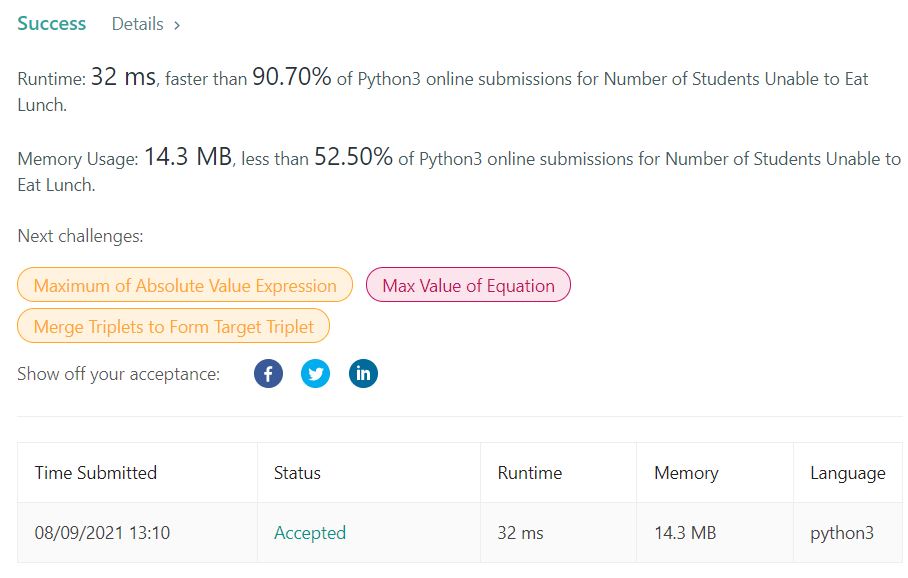 Success Details >
Runtime: 32 ms, faster than 90.70% of Python3 online submissions for Number of Students Unable to Eat
Lunch.
Memory Usage: 14.3 MB, less than 52.50% of Python3 online submissions for Number of Students Unable to
Eat Lunch.
Next challenges:
Maximum of Absolute Value Expression Max Value of Equation
Merge Triplets to Form Target Triplet
Show off your acceptance: f in
Time Submitted Status Runtime Memory Language
08/09/2021 13:10 Accepted 32 ms 14.3 MB python3